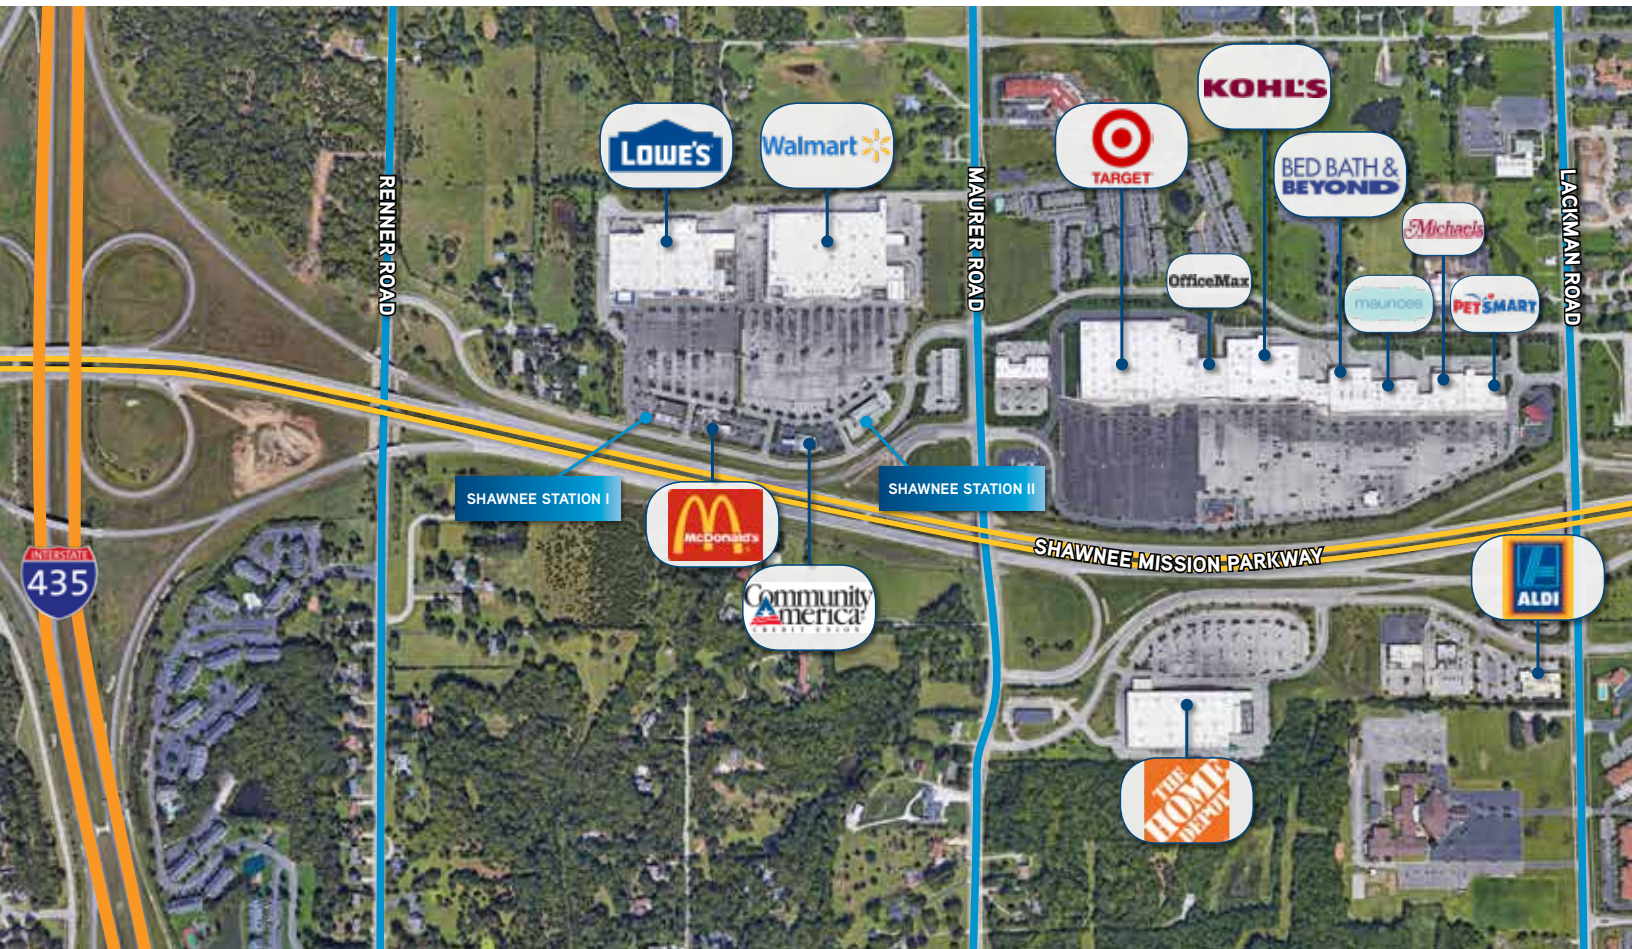 KOHL'S
LOWE'S
Walmart
TARGET
BED BATH &
BEYOND
RENNER ROAD
MAURER ROAD
LACKMAN ROAD
Michaels
OfficeMax
maurices
PETSMART
SHAWNEE STATION I
SHAWNEE STATION II
McDonald's
SHAWNEE MISSION PARKWAY
INTERSTATE
435
ALDI
Community
America
CREDIT UNION
THE
HOME
DEPOT